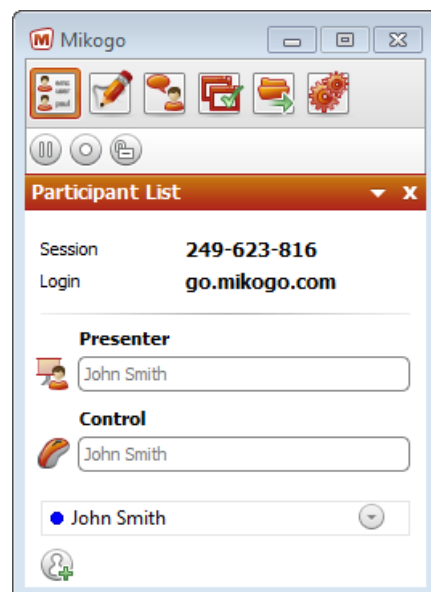 Mikogo
Participant List
Session 249-623-816
Login go.mikogo.com
Presenter
John Smith
Control
John Smith
John Smith